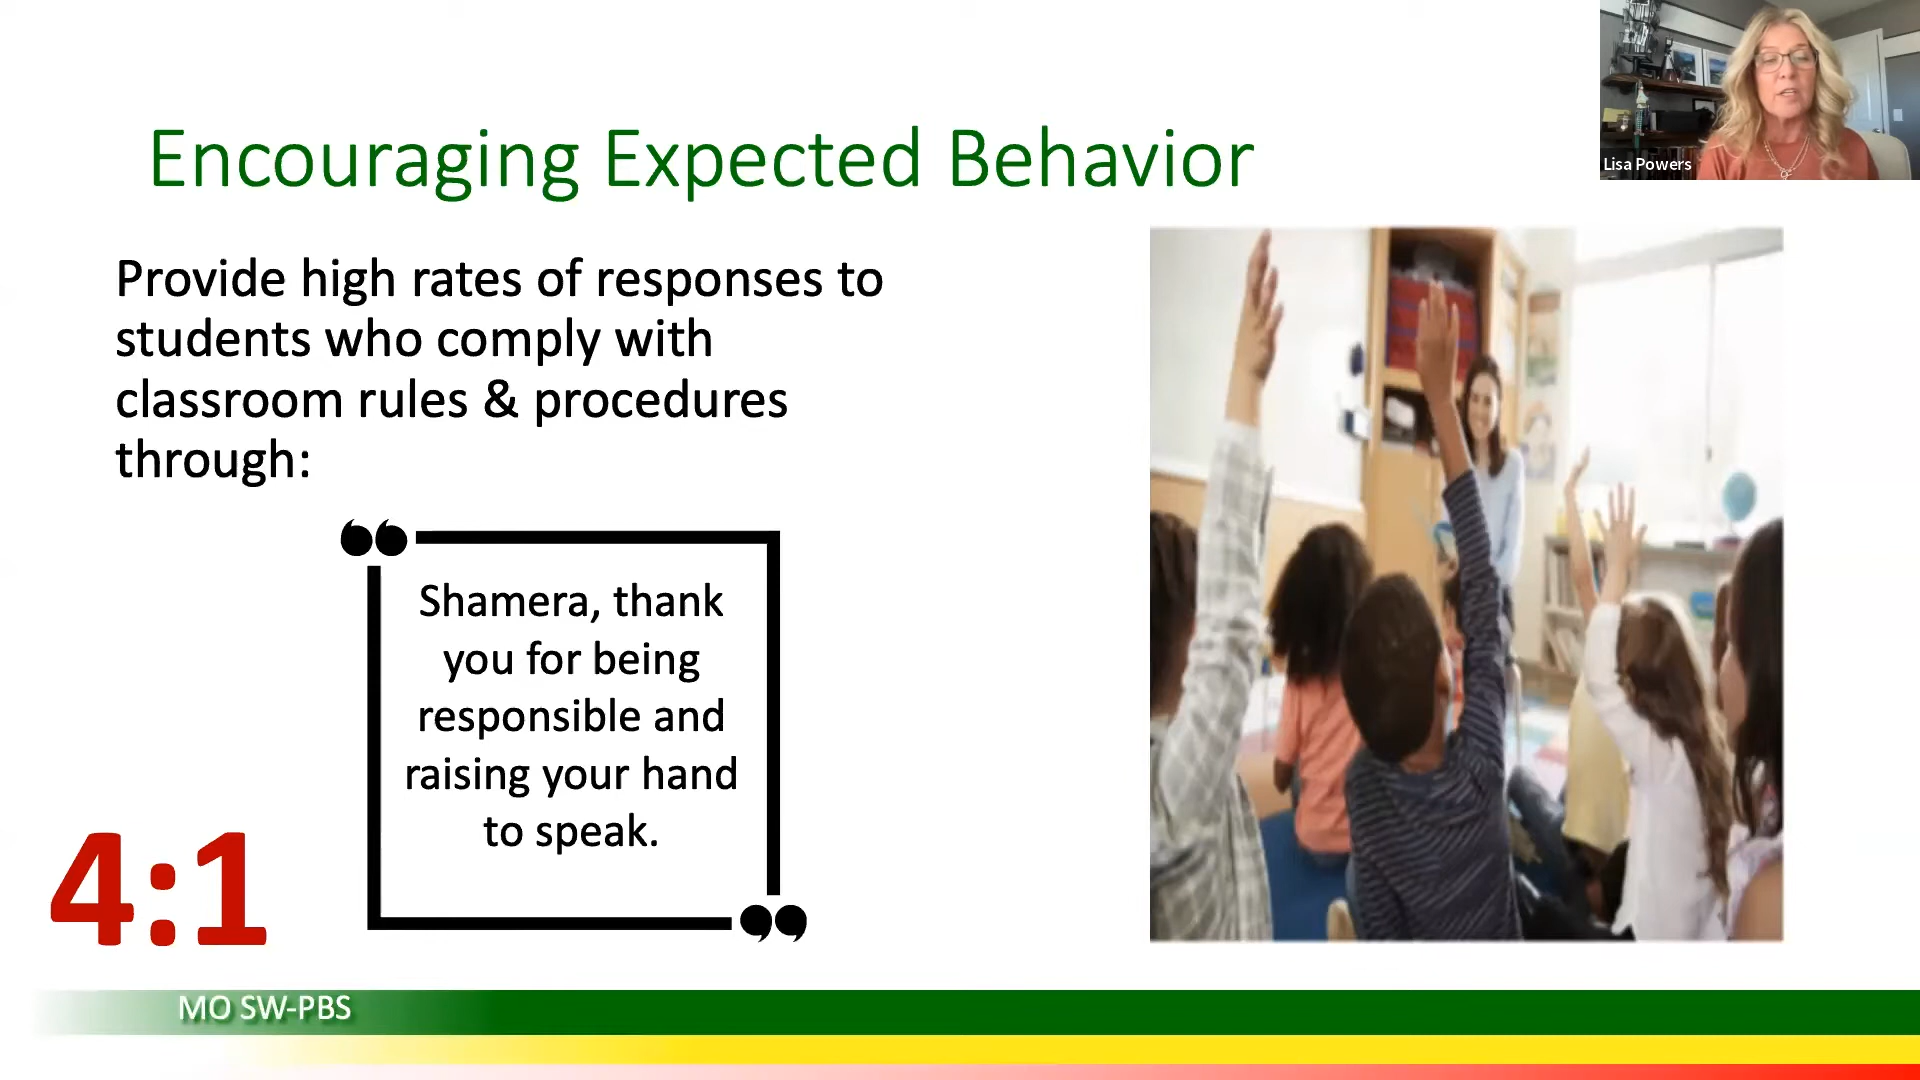 Encouraging Expected Behavior
Lisa Powers
Provide high rates of responses to
students who comply with
classroom rules & procedures
through:
“
Shamera, thank
you for being
responsible and
raising your hand
to speak.
”
4:1
MO SW-PBS